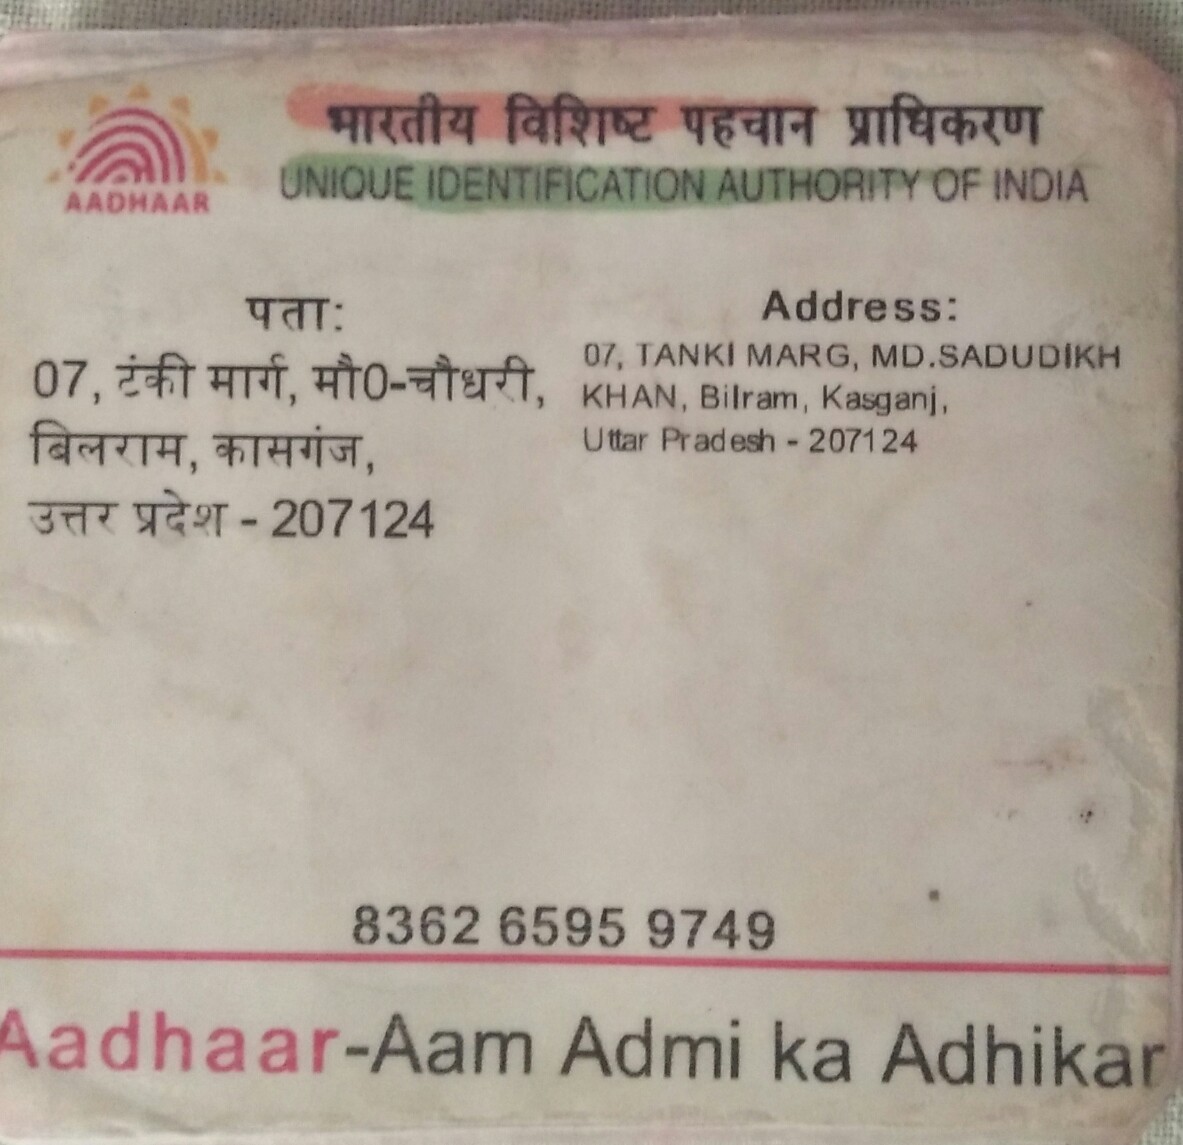 भारतीय विशिष्ट पहचान प्राधिकरण
AADHAAR
UNIQUE IDENTIFICATION AUTHORITY OF INDIA
पता:
07, टंकी मार्ग, मौ0-चौधरी,
बिलराम, कासगंज,
उत्तर प्रदेश - 207124
Address:
07, TANKI MARG, MD.SADUDIKH
KHAN, Bilram, Kasganj,
Uttar Pradesh - 207124
8362 6595 9749
Aadhaar-Aam Admi ka Adhikar